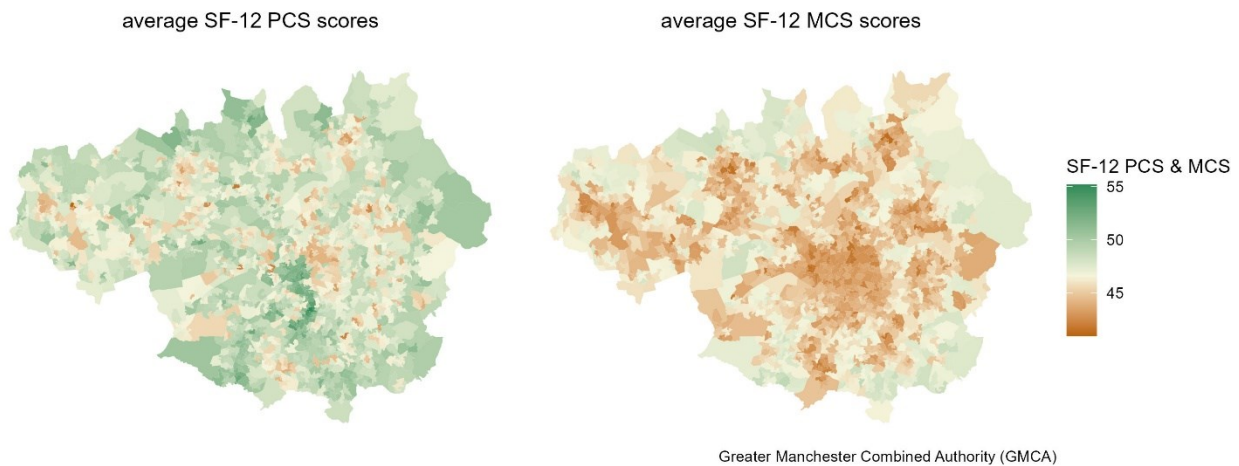 average SF-12 PCS scores
average SF-12 MCS scores
SF-12 PCS & MCS
55
50
45
Greater Manchester Combined Authority (GMCA)